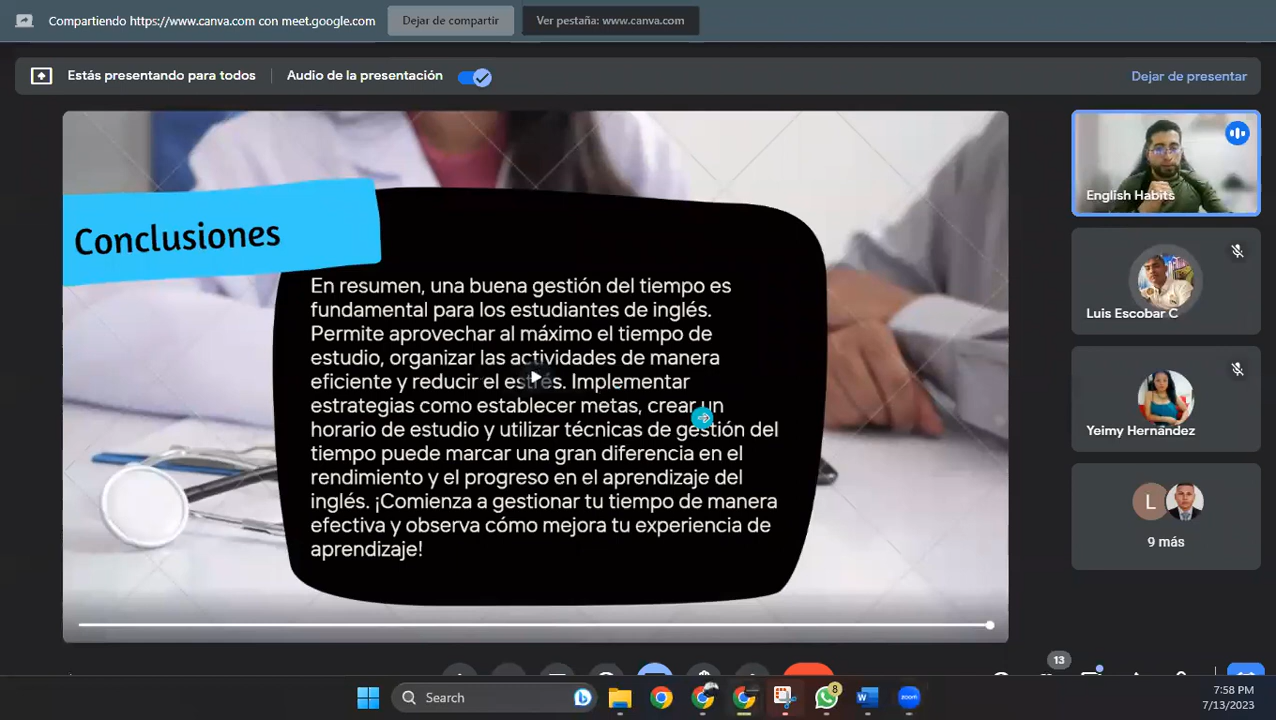 Compartiendo https://www.canva.com con meet.google.com
Dejar de compartir
Ver pestaña: www.canva.com
Estás presentando para todos
Audio de la presentación
Dejar de presentar
Conclusiones
En resumen, una buena gestión del tiempo es
fundamental para los estudiantes de inglés.
Permite aprovechar al máximo el tiempo de
estudio, organizar las actividades de manera
eficiente y reducir el estrés. Implementar
estrategias como establecer metas, crear un
horario de estudio y utilizar técnicas de gestión del
tiempo puede marcar una gran diferencia en el
rendimiento y el progreso en el aprendizaje del
inglés. ¡Comienza a gestionar tu tiempo de manera
efectiva y observa cómo mejora tu experiencia de
aprendizaje!
English Habits
Luis Escobar C
Yeimy Hernández
L
9 más
13
Search
8
7:58 PM
7/13/2023